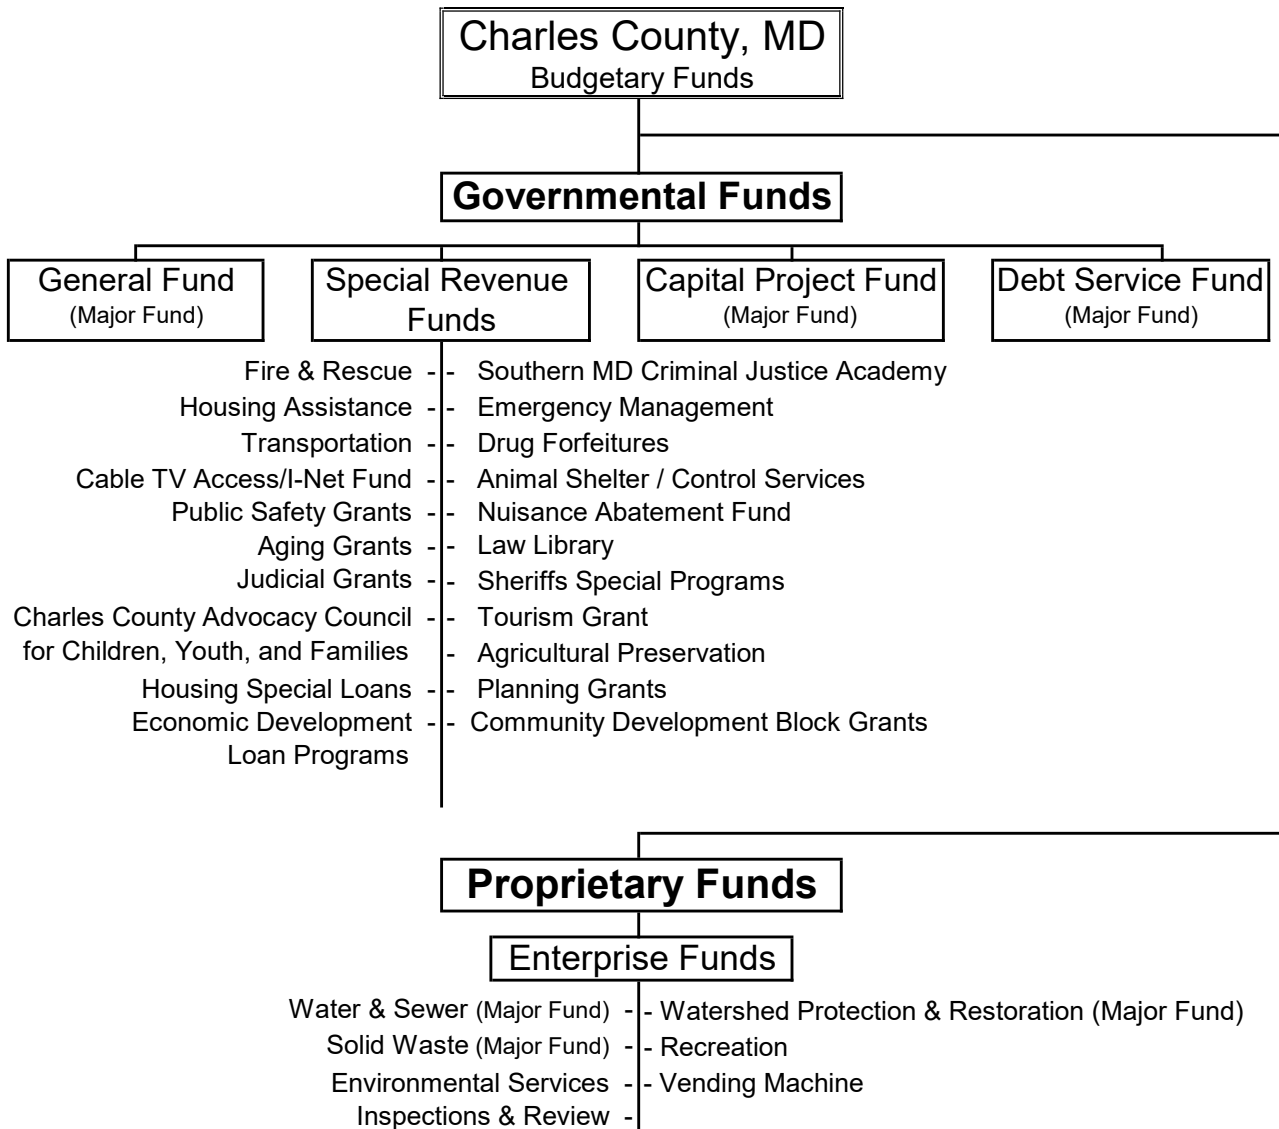 Charles County, MD
Budgetary Funds
Governmental Funds
General Fund
(Major Fund)
Special Revenue
Funds
Capital Project Fund
(Major Fund)
Debt Service Fund
(Major Fund)
Fire & Rescue - - Southern MD Criminal Justice Academy
Housing Assistance - - Emergency Management
Transportation - - Drug Forfeitures
Cable TV Access/I-Net Fund - - Animal Shelter / Control Services
Public Safety Grants - - Nuisance Abatement Fund
Aging Grants - - Law Library
Judicial Grants - - Sheriffs Special Programs
Charles County Advocacy Council - - Tourism Grant
for Children, Youth, and Families - Agricultural Preservation
Housing Special Loans - - Planning Grants
Economic Development - - Community Development Block Grants
Loan Programs
Proprietary Funds
Enterprise Funds
Water & Sewer (Major Fund) - - Watershed Protection & Restoration (Major Fund)
Solid Waste (Major Fund) - - Recreation
Environmental Services - - Vending Machine
Inspections & Review -